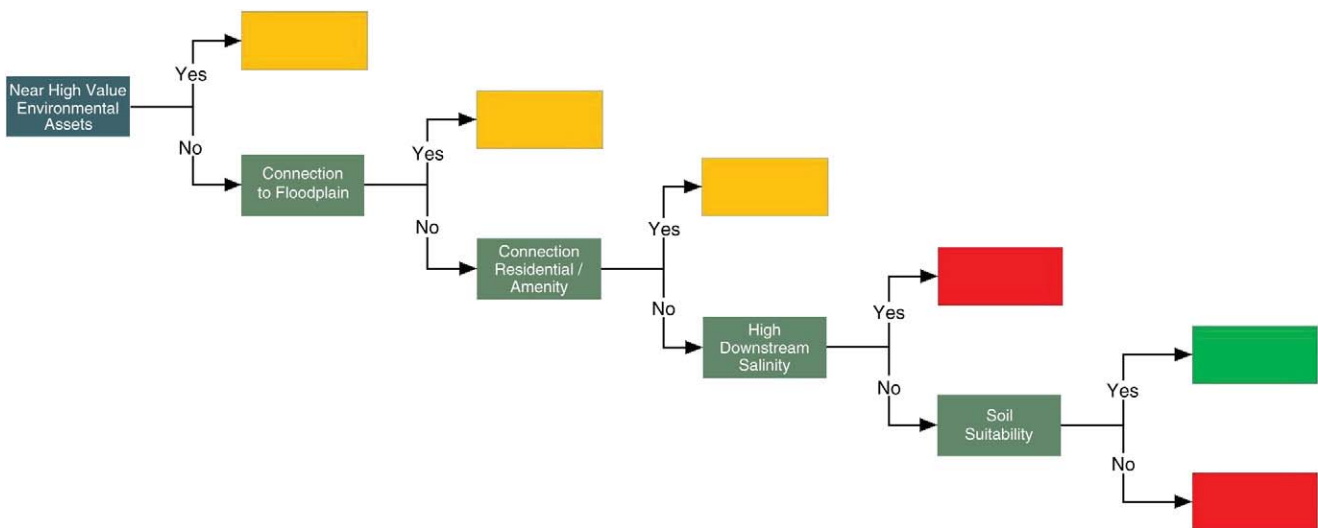 Near High Value
Environmental
Assets
Yes
No
Connection
to Floodplain
Yes
No
Connection
Residential /
Amenity
Yes
No
High
Downstream
Salinity
Yes
No
Soil
Suitability
Yes
No